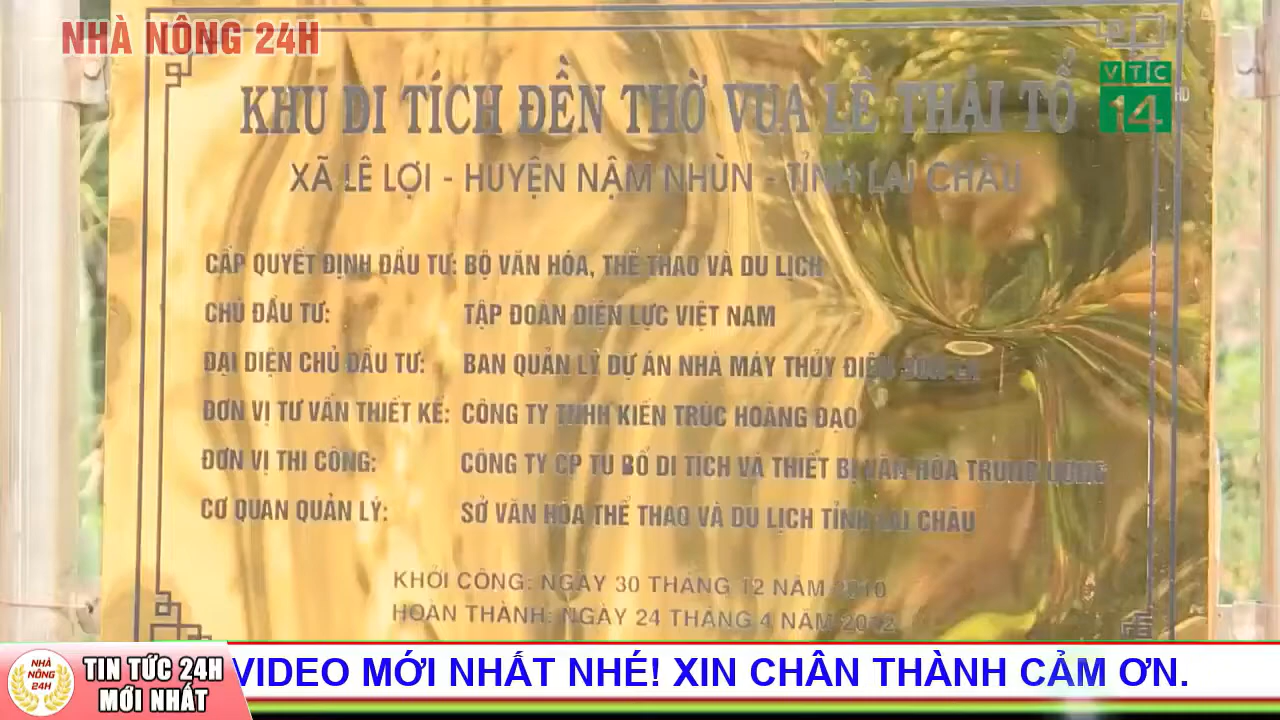 NHÀ NÔNG 24H
VTC
14 HD
KHU DI TÍCH ĐỀN THỜ VUA LÊ THÁI TỔ
XÃ LÊ LỢI - HUYỆN NẬM NHÙN - TỈNH LAI CHÂU
CẤP QUYẾT ĐỊNH ĐẦU TƯ: BỘ VĂN HÓA, THỂ THAO VÀ DU LỊCH
CHỦ ĐẦU TƯ: TẬP ĐOÀN ĐIỆN LỰC VIỆT NAM
ĐẠI DIỆN CHỦ ĐẦU TƯ: BAN QUẢN LÝ DỰ ÁN NHÀ MÁY THỦY ĐIỆN SƠN LA
ĐƠN VỊ TƯ VẤN THIẾT KẾ: CÔNG TY TNHH KIẾN TRÚC HOÀNG ĐẠO
ĐƠN VỊ THI CÔNG: CÔNG TY CP TU BỔ DI TÍCH VÀ THIẾT BỊ VĂN HÓA TRUNG ƯƠNG
CƠ QUAN QUẢN LÝ: SỞ VĂN HÓA THỂ THAO VÀ DU LỊCH TỈNH LAI CHÂU
KHỞI CÔNG: NGÀY 30 THÁNG 12 NĂM 2010
HOÀN THÀNH: NGÀY 24 THÁNG 4 NĂM 2012
NHÀ NÔNG 24H
TIN TỨC 24H
MỚI NHẤT
VIDEO MỚI NHẤT NHÉ! XIN CHÂN THÀNH CẢM ƠN.